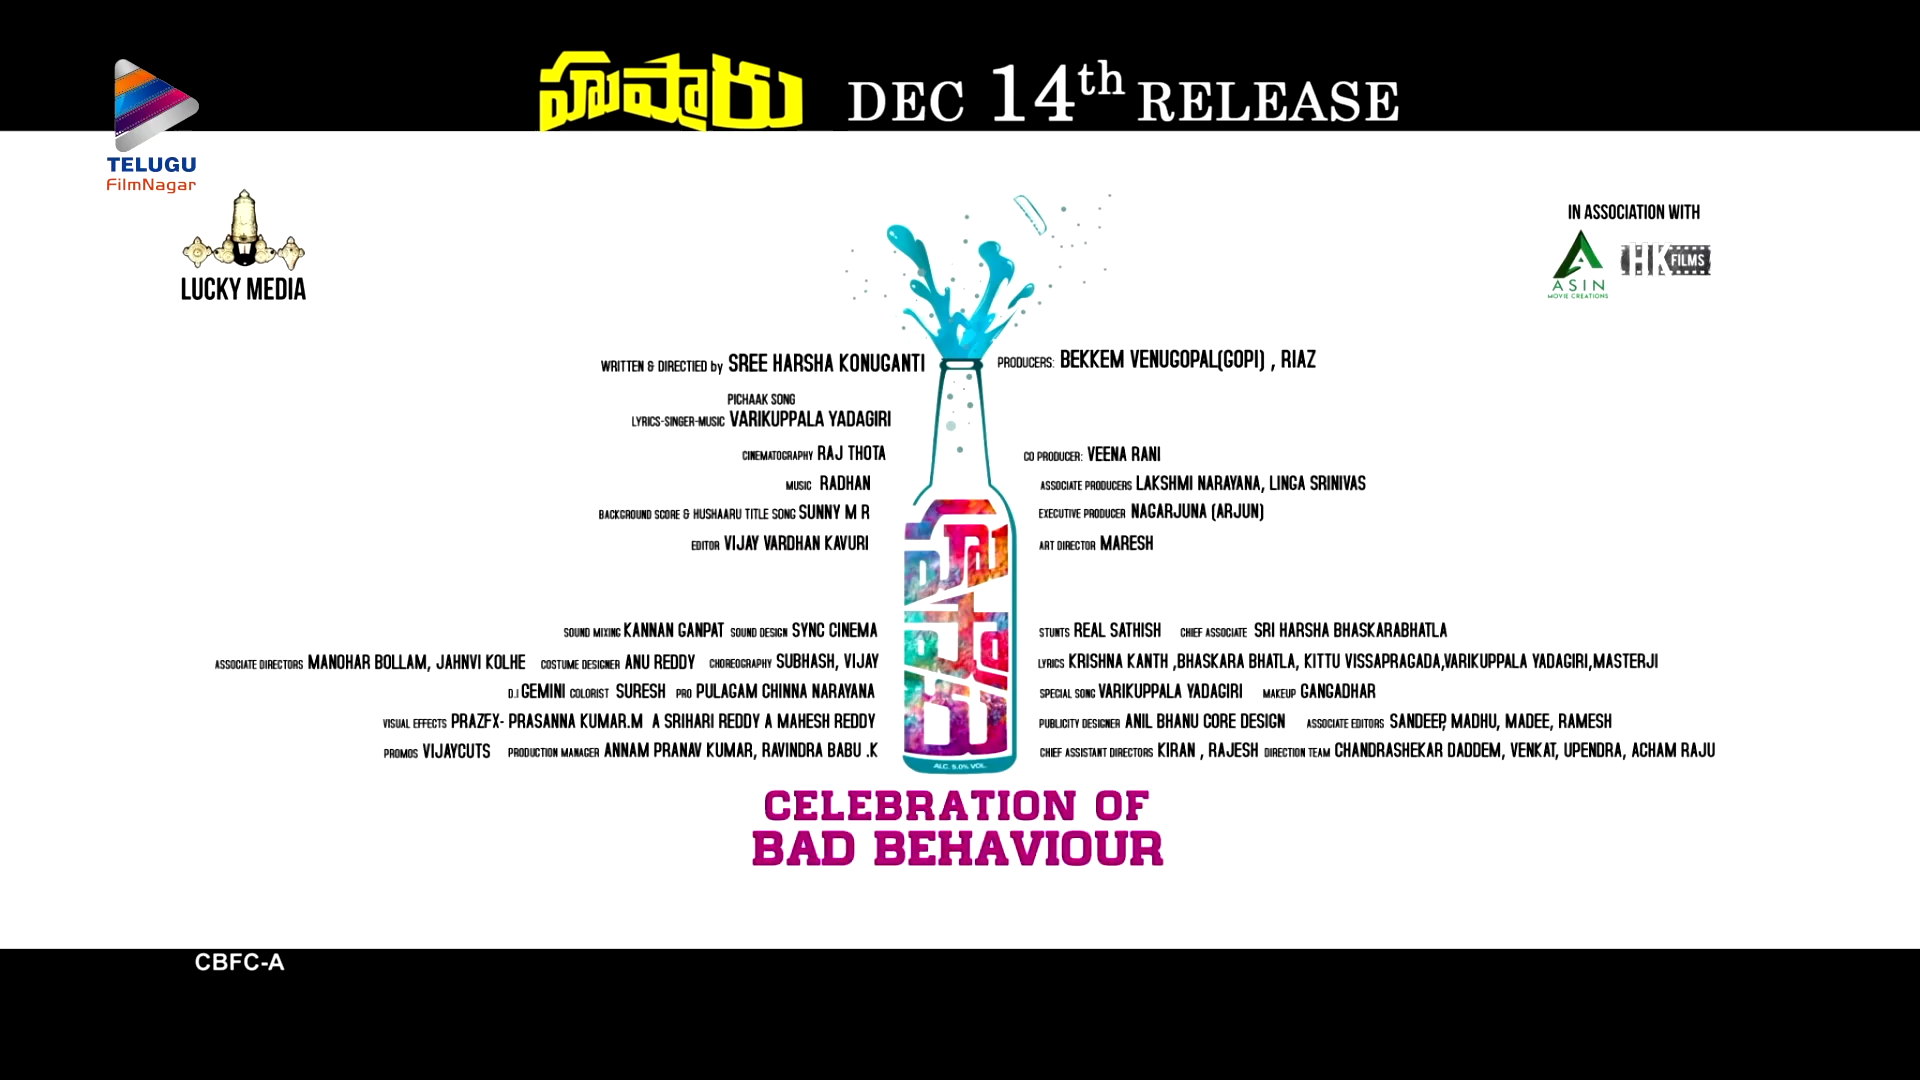 హుషారు DEC 14th RELEASE
TELUGU
FilmNagar
LUCKY MEDIA
IN ASSOCIATION WITH
ASIN
MOVIE CREATIONS
HK FILMS
WRITTEN & DIRECTIED by SREE HARSHA KONUGANTI
PRODUCERS: BEKKEM VENUGOPAL(GOPI) , RIAZ
PICHAAK SONG
LYRICS-SINGER-MUSIC VARIKUPPALA YADAGIRI
CINEMATOGRAPHY RAJ THOTA
CO PRODUCER: VEENA RANI
MUSIC RADHAN
ASSOCIATE PRODUCERS LAKSHMI NARAYANA, LINGA SRINIVAS
BACKGROUND SCORE & HUSHAARU TITLE SONG SUNNY M R
EXECUTIVE PRODUCER NAGARJUNA (ARJUN)
EDITOR VIJAY VARDHAN KAVURI
ART DIRECTOR MARESH
హుషారు
SOUND MIXING KANNAN GANPAT SOUND DESIGN SYNC CINEMA
STUNTS REAL SATHISH CHIEF ASSOCIATE SRI HARSHA BHASKARABHATLA
ASSOCIATE DIRECTORS MANOHAR BOLLAM, JAHNVI KOLHE COSTUME DESIGNER ANU REDDY CHOREOGRAPHY SUBHASH, VIJAY
LYRICS KRISHNA KANTH ,BHASKARA BHATLA, KITTU VISSAPRAGADA,VARIKUPPALA YADAGIRI,MASTERJI
D.I GEMINI COLORIST SURESH PRO PULAGAM CHINNA NARAYANA
SPECIAL SONG VARIKUPPALA YADAGIRI MAKEUP GANGADHAR
VISUAL EFFECTS PRAZFX- PRASANNA KUMAR.M A SRIHARI REDDY A MAHESH REDDY
PUBLICITY DESIGNER ANIL BHANU CORE DESIGN ASSOCIATE EDITORS SANDEEP, MADHU, MADEE, RAMESH
PROMOS VIJAYCUTS PRODUCTION MANAGER ANNAM PRANAV KUMAR, RAVINDRA BABU .K
CHIEF ASSISTANT DIRECTORS KIRAN , RAJESH DIRECTION TEAM CHANDRASHEKAR DADDEM, VENKAT, UPENDRA, ACHAM RAJU
ALC. 5.0% VOL.
CELEBRATION OF
BAD BEHAVIOUR
CBFC-A